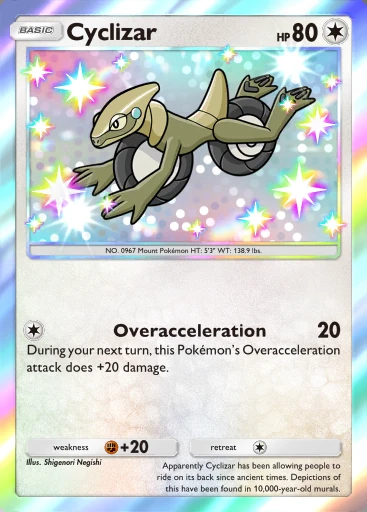 BASIC Cyclizar HP 80
NO. 0967 Mount Pokémon HT: 5'3" WT: 138.9 lbs.
Overacceleration 20
During your next turn, this Pokémon's Overacceleration
attack does +20 damage.
weakness +20 retreat
Illus. Shigenori Negishi
Apparently Cyclizar has been allowing people to
ride on its back since ancient times. Depictions of
this have been found in 10,000-year-old murals.